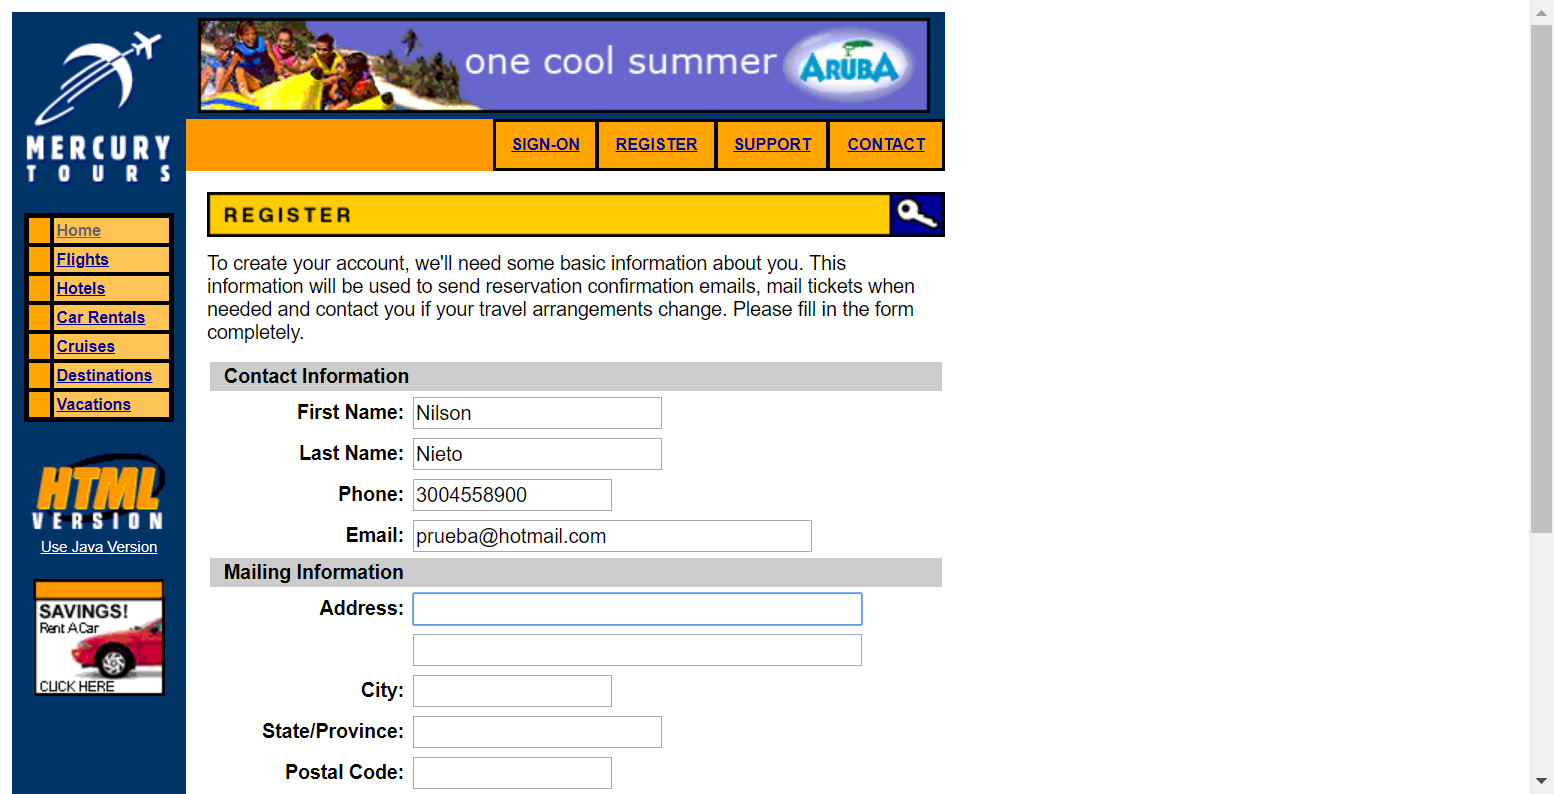 one cool summer
ARUBA
MERCURY
TOURS
SIGN-ON
REGISTER
SUPPORT
CONTACT
Home
Flights
Hotels
Car Rentals
Cruises
Destinations
Vacations
HTML
VERSION
Use Java Version
SAVINGS!
Rent A Car
CLICK HERE
REGISTER
To create your account, we'll need some basic information about you. This
information will be used to send reservation confirmation emails, mail tickets when
needed and contact you if your travel arrangements change. Please fill in the form
completely.
Contact Information
First Name: Nilson
Last Name: Nieto
Phone: 3004558900
Email: prueba@hotmail.com
Mailing Information
Address:
City:
State/Province:
Postal Code: